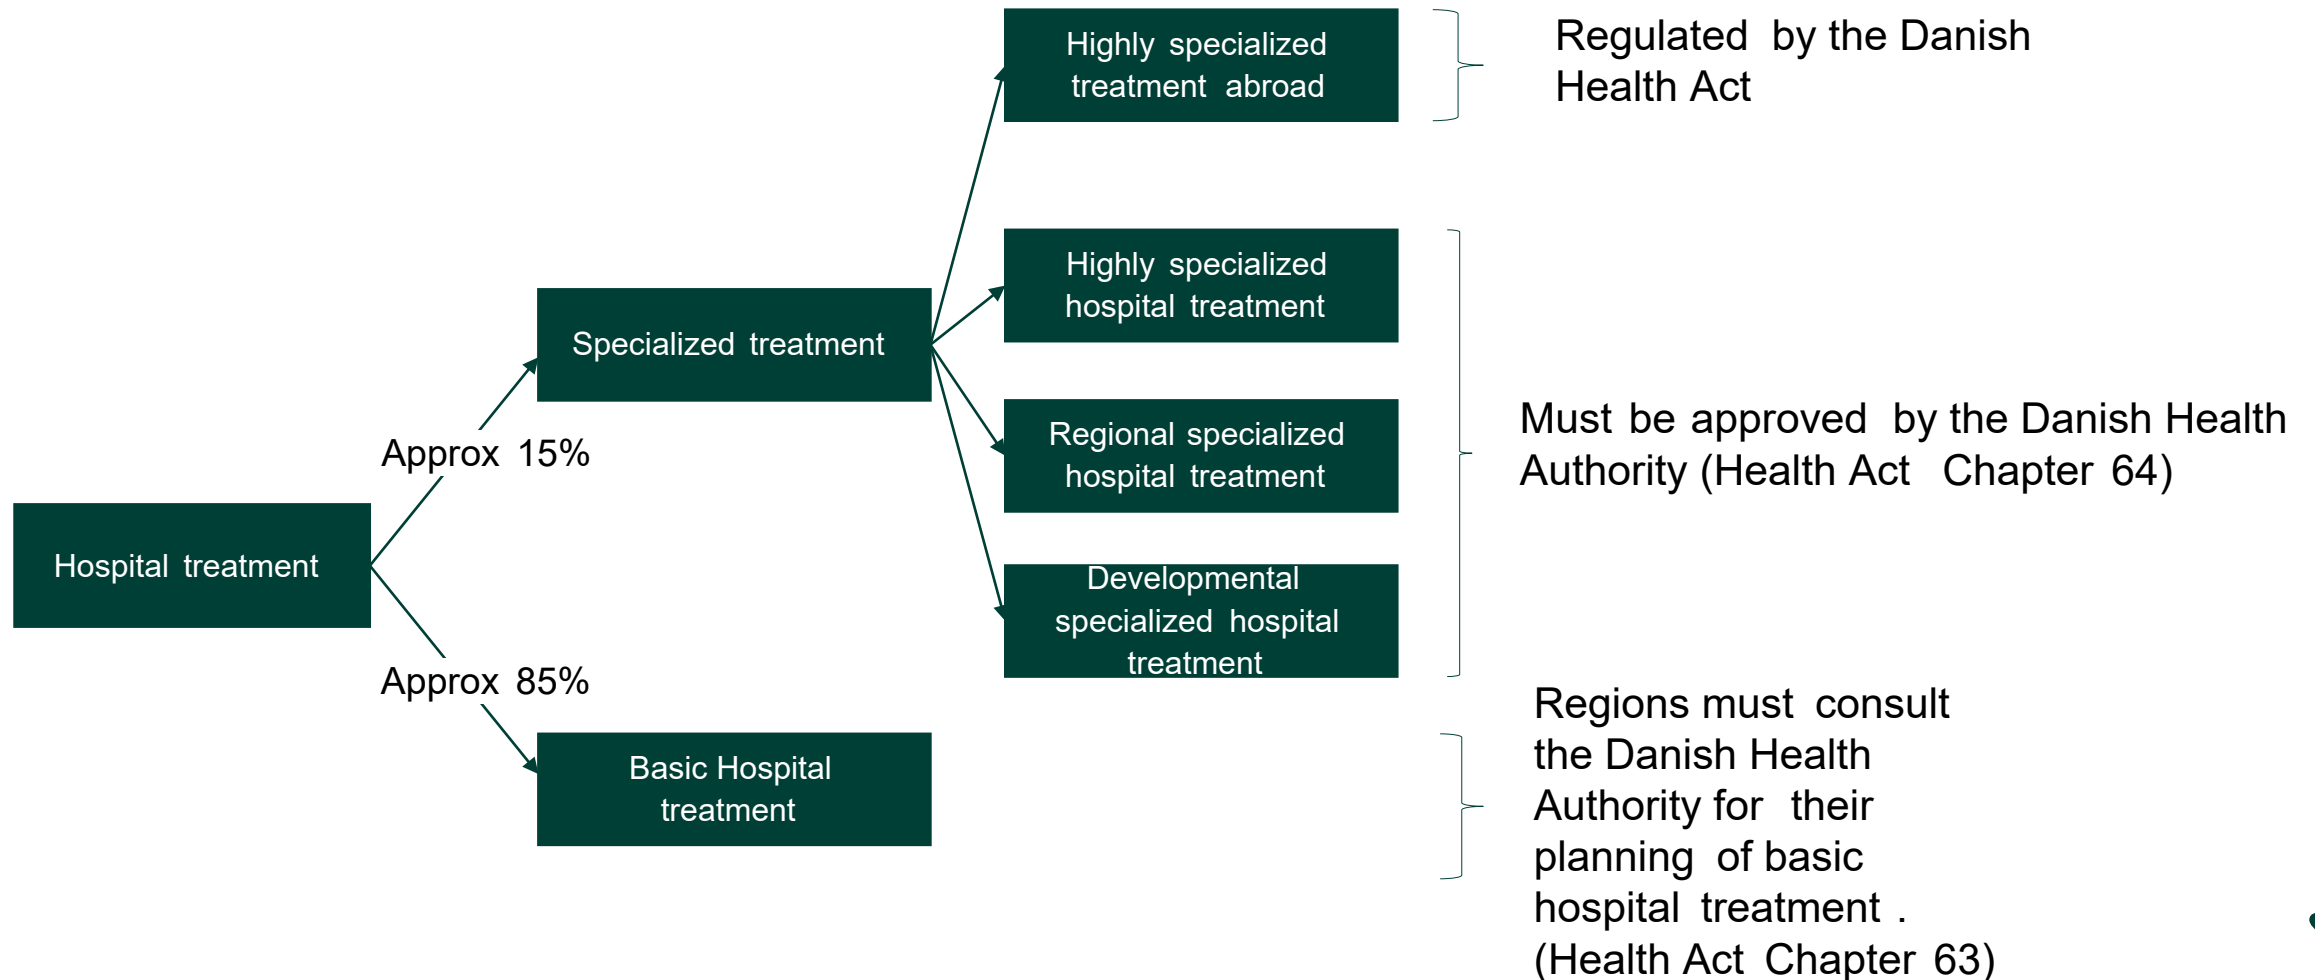 Highly specialized
treatment abroad
Regulated by the Danish
Health Act
Highly specialized
hospital treatment
Specialized treatment
Regional specialized
hospital treatment
Must be approved by the Danish Health
Authority (Health Act Chapter 64)
Approx 15%
Hospital treatment
Developmental
specialized hospital
treatment
Approx 85%
Basic Hospital
treatment
Regions must consult
the Danish Health
Authority for their
planning of basic
hospital treatment .
(Health Act Chapter 63)